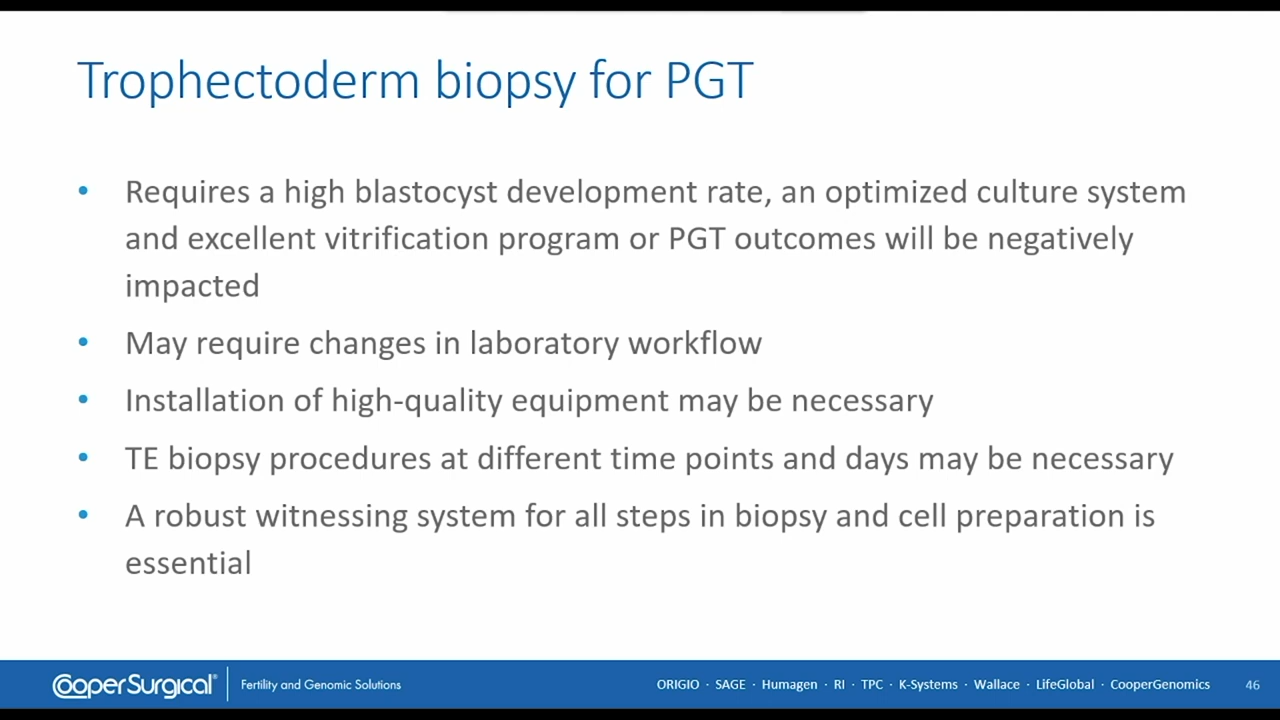 Trophectoderm biopsy for PGT
• Requires a high blastocyst development rate, an optimized culture system
and excellent vitrification program or PGT outcomes will be negatively
impacted
• May require changes in laboratory workflow
• Installation of high-quality equipment may be necessary
• TE biopsy procedures at different time points and days may be necessary
• A robust witnessing system for all steps in biopsy and cell preparation is
essential
CooperSurgical® Fertility and Genomic Solutions ORIGIO · SAGE · Humagen · RI · TPC · K-Systems · Wallace · LifeGlobal · CooperGenomics 46